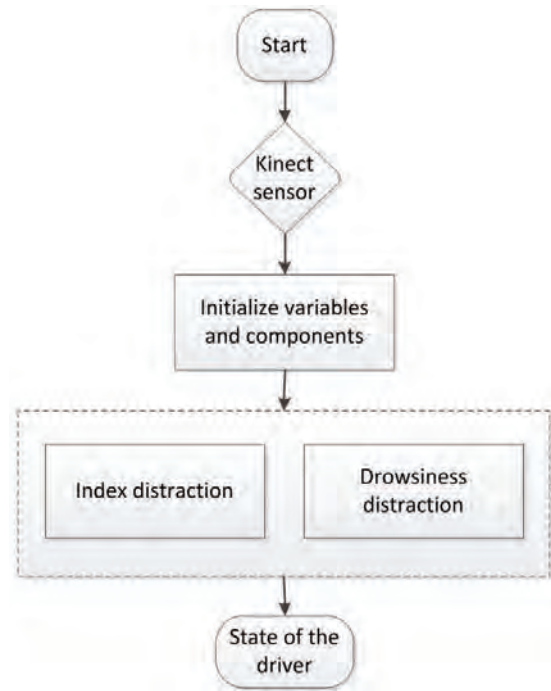 Start
Kinect
sensor
Initialize variables
and components
Index distraction
Drowsiness
distraction
State of the
driver